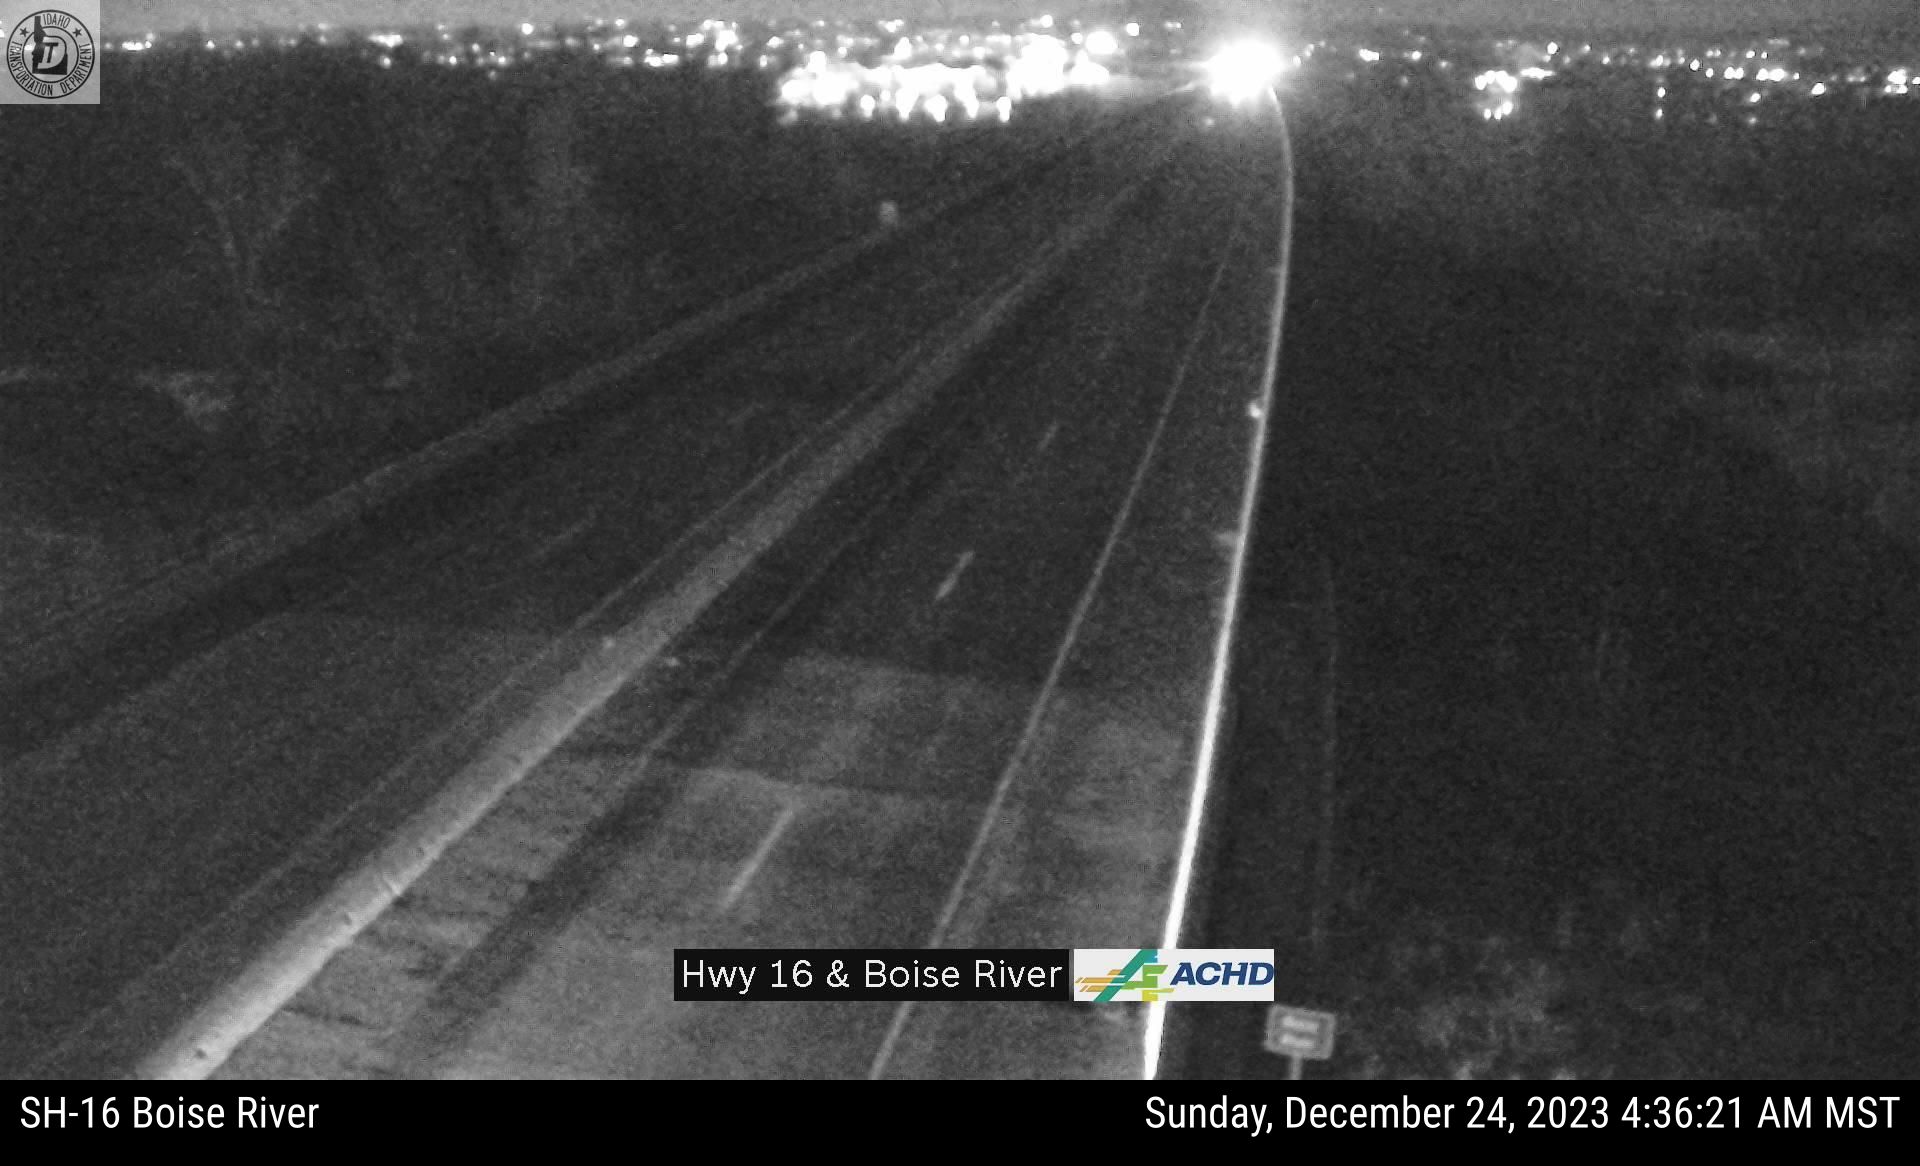 IDAHO
TRANSPORTATION DEPARTMENT
Hwy 16 & Boise River
ACHD
SH-16 Boise River
Sunday, December 24, 2023 4:36:21 AM MST